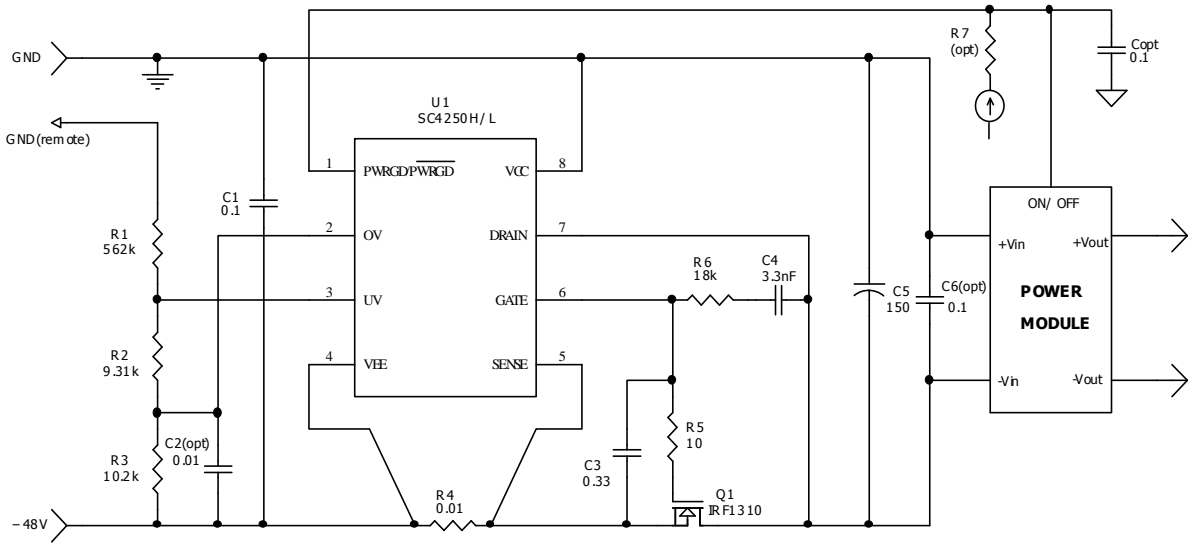 R7
(opt)
Copt
0.1
GND
U1
SC4250H/L
GND(remote)
1
PWRGD/PWRGD
VCC
8
C1
0.1
ON/OFF
R1
562k
2
OV
DRAIN
7
+Vin
+Vout
R6
18k
C4
3.3nF
3
UV
GATE
6
C5
150
C6(opt)
0.1
POWER
MODULE
R2
9.31k
4
VEE
SENSE
5
-Vin
-Vout
R5
10
C2(opt)
0.01
R3
10.2k
C3
0.33
R4
0.01
Q1
IRF1310
–48V